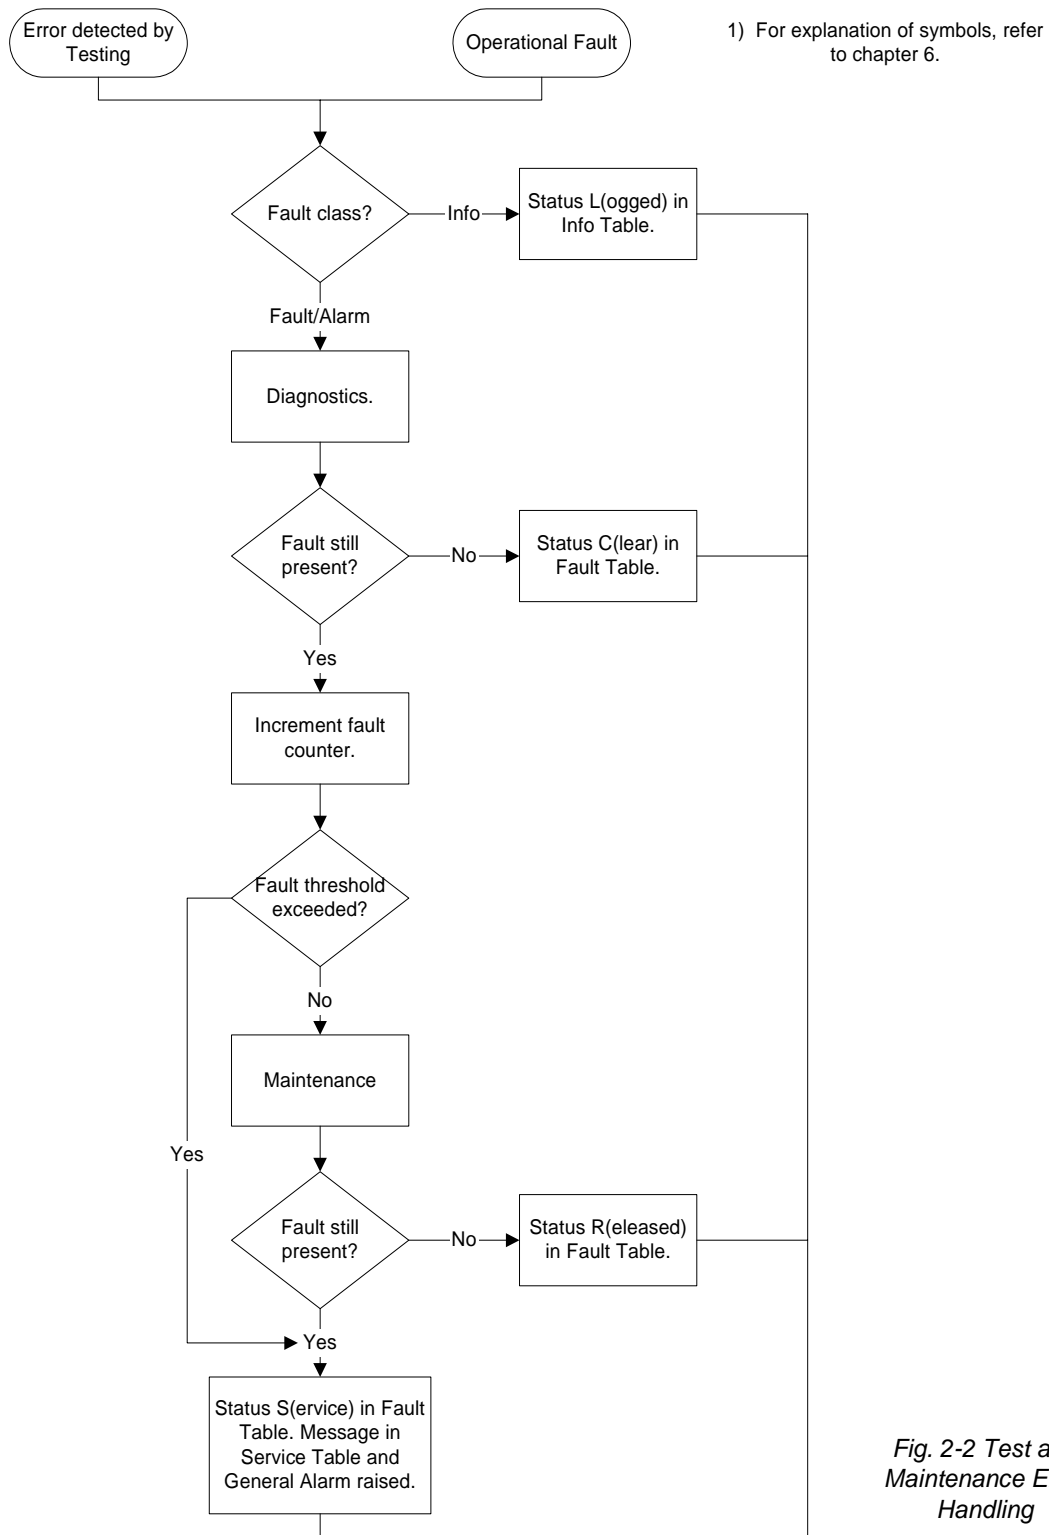 Error detected by
Testing
Operational Fault
1) For explanation of symbols, refer
to chapter 6.
Fault class?
Info
Status L(ogged) in
Info Table.
Fault/Alarm
Diagnostics.
Fault still
present?
No
Status C(lear) in
Fault Table.
Yes
Increment fault
counter.
Fault threshold
exceeded?
No
Maintenance
Yes
Fault still
present?
No
Status R(eleased)
in Fault Table.
Yes
Status S(ervice) in Fault
Table. Message in
Service Table and
General Alarm raised.
Fig. 2-2 Test
Maintenance
Handling